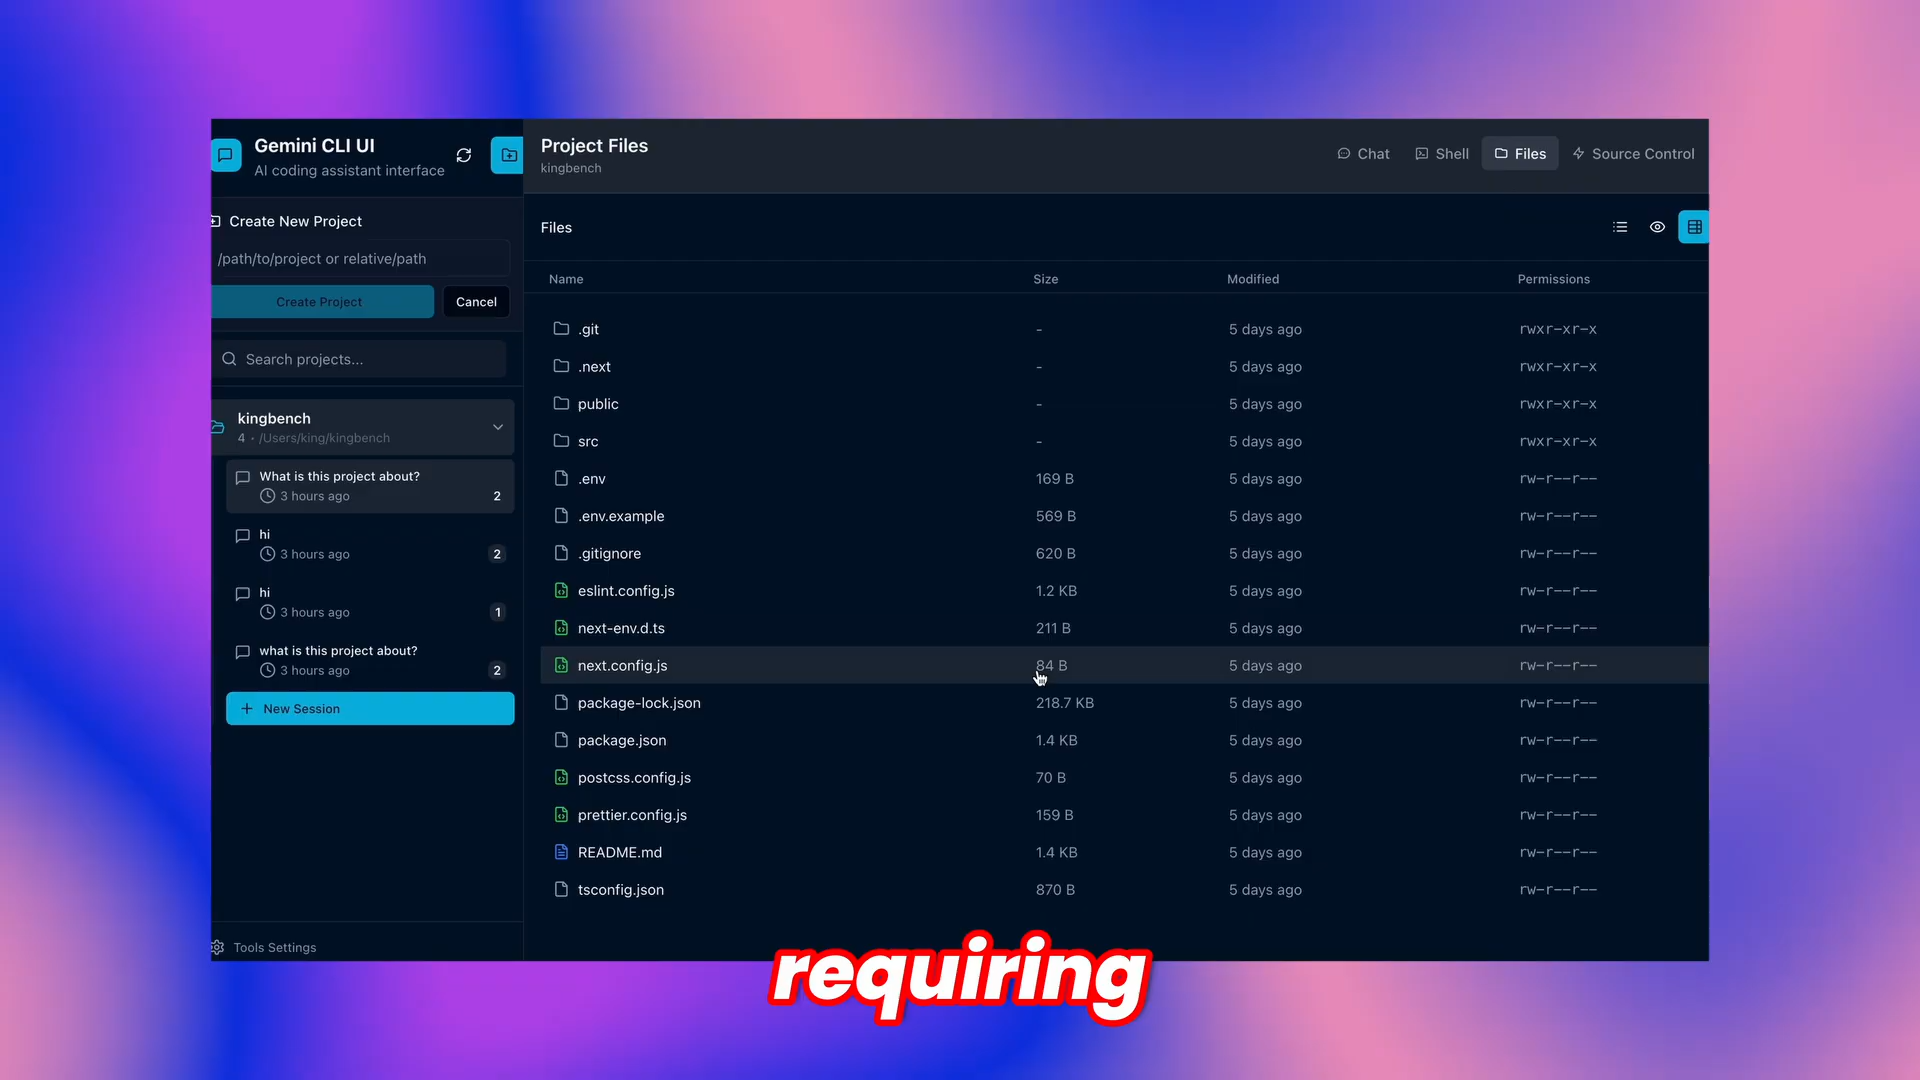 Gemini CLI UI
AI coding assistant interface
Create New Project
/path/to/project or relative/path
Create Project
Cancel
Search projects...
kingbench
4 • /Users/king/kingbench
What is this project about?
3 hours ago
2
hi
3 hours ago
2
hi
3 hours ago
1
what is this project about?
3 hours ago
2
New Session
Tools Settings
Project Files
kingbench
Chat
Shell
Files
Source Control
Files
Name Size Modified Permissions
.git - 5 days ago rwxr-xr-x
.next - 5 days ago rwxr-xr-x
public - 5 days ago rwxr-xr-x
src - 5 days ago rwxr-xr-x
.env 169 B 5 days ago rw-r--r--
.env.example 569 B 5 days ago rw-r--r--
.gitignore 620 B 5 days ago rw-r--r--
eslint.config.js 1.2 KB 5 days ago rw-r--r--
next-env.d.ts 211 B 5 days ago rw-r--r--
next.config.js 84 B 5 days ago rw-r--r--
package-lock.json 218.7 KB 5 days ago rw-r--r--
package.json 1.4 KB 5 days ago rw-r--r--
postcss.config.js 70 B 5 days ago rw-r--r--
prettier.config.js 159 B 5 days ago rw-r--r--
README.md 1.4 KB 5 days ago rw-r--r--
tsconfig.json 870 B 5 days ago rw-r--r--
requiring